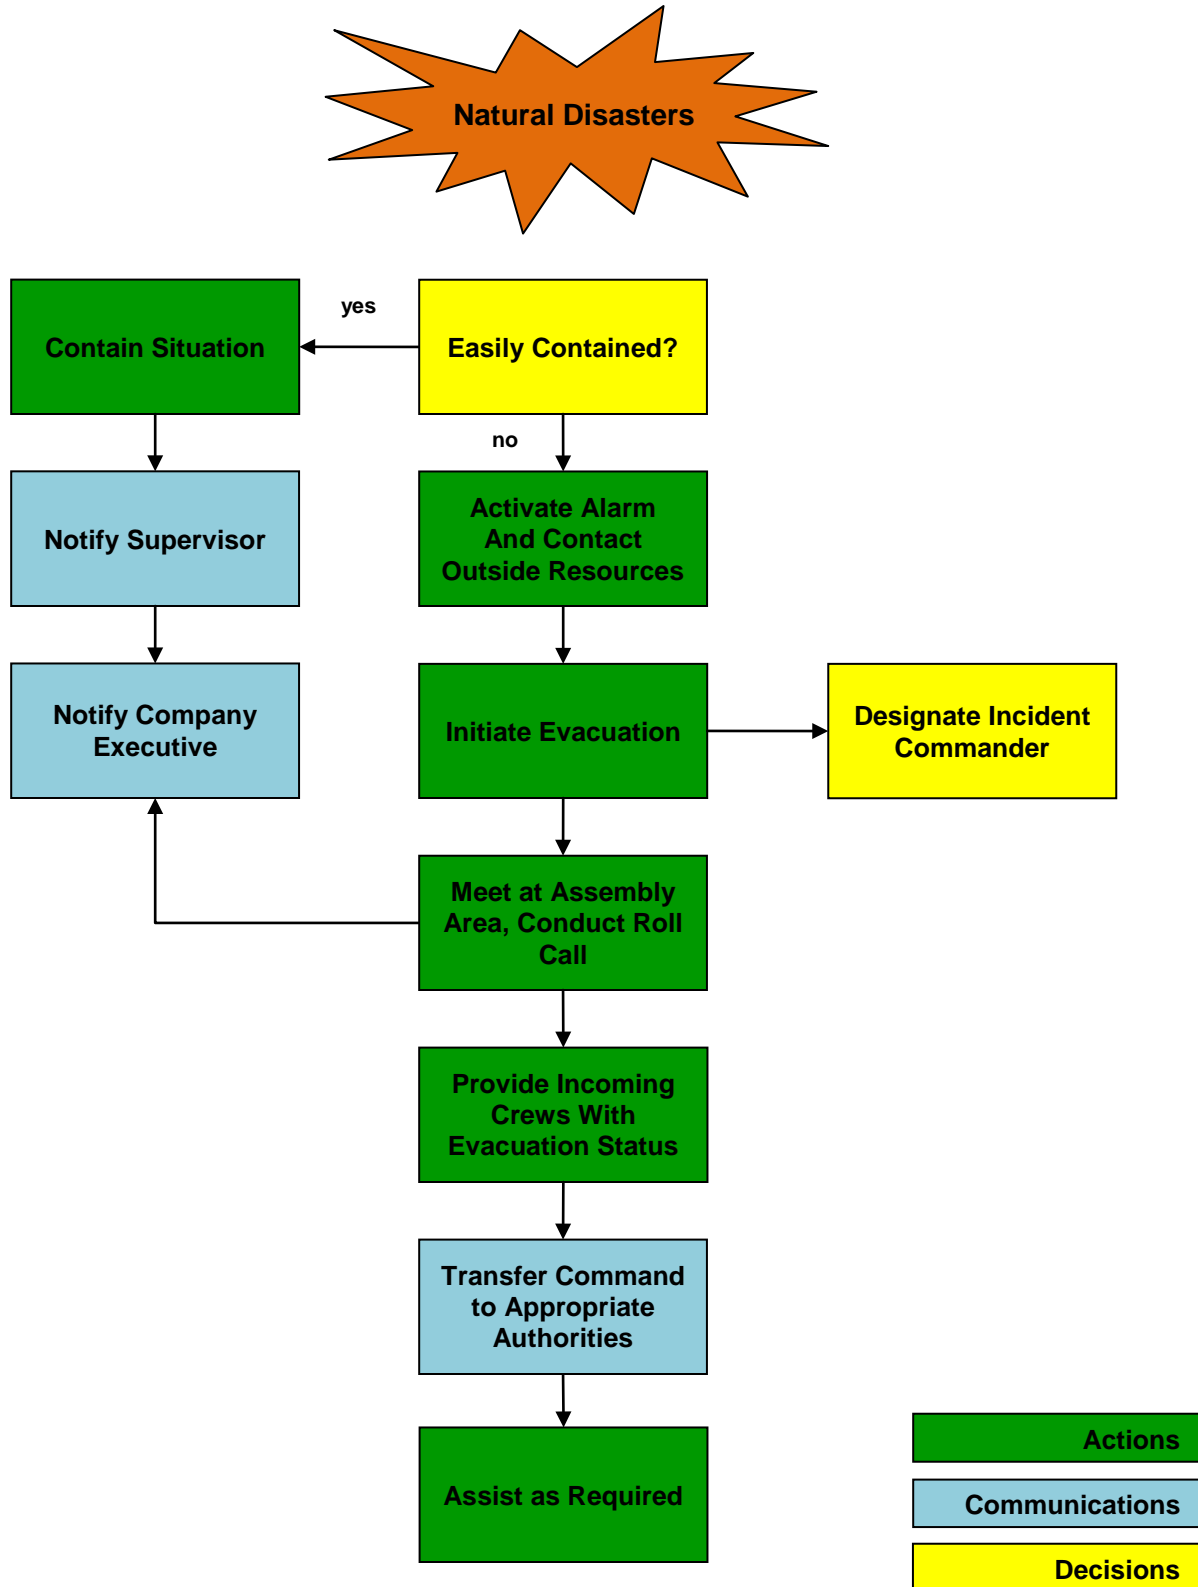 Natural Disasters
yes
Contain Situation
Easily Contained?
no
Notify Supervisor
Activate Alarm
And Contact
Outside Resources
Notify Company
Executive
Initiate Evacuation
Designate Incident
Commander
Meet at Assembly
Area, Conduct Roll
Call
Provide Incoming
Crews With
Evacuation Status
Transfer Command
to Appropriate
Authorities
Assist as Required
Actions
Communications
Decisions